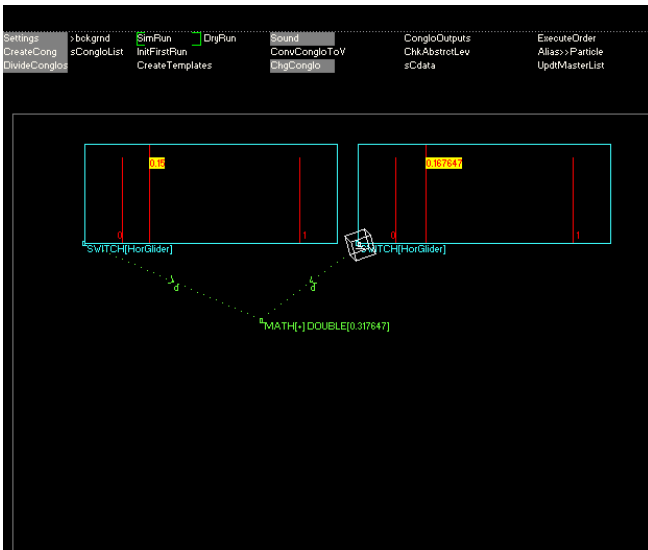 Settings >bckgrnd SimRun DryRun Sound CongloOutputs ExecuteOrder
CreateCong sCongloList InitFirstRun ConvCongloToV ChkAbstrctLev Alias>>Particle
DivideConglos CreateTemplates ChgConglo sCdata UpdtMasterList
0.15 0.167647
0 1 0 1
SWITCH[HorGlider] SWITCH[HorGlider]
d d
MATH[+] DOUBLE[0.317647]